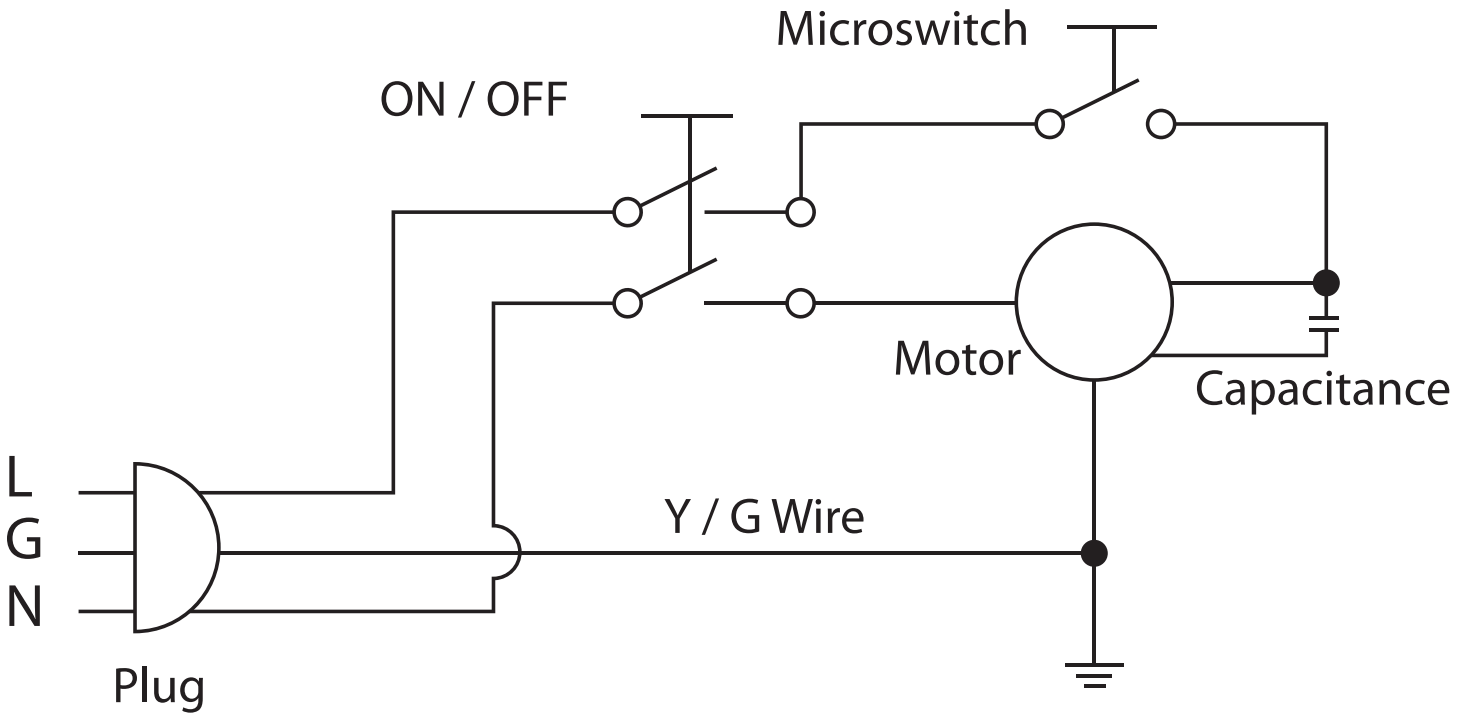 Microswitch
ON / OFF
Motor
Capacitance
L
G
N
Y / G Wire
Plug